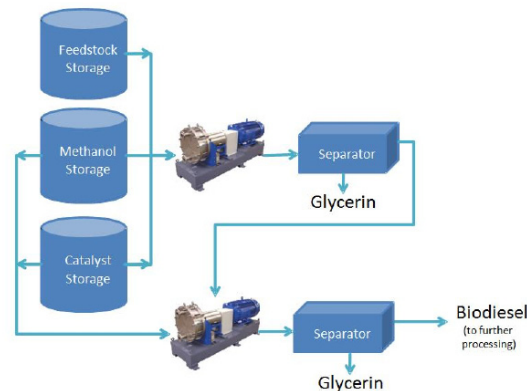 Feedstock
Storage
Methanol
Storage
Separator
Glycerin
Catalyst
Storage
Separator
Biodiesel
(to further
processing)
Glycerin